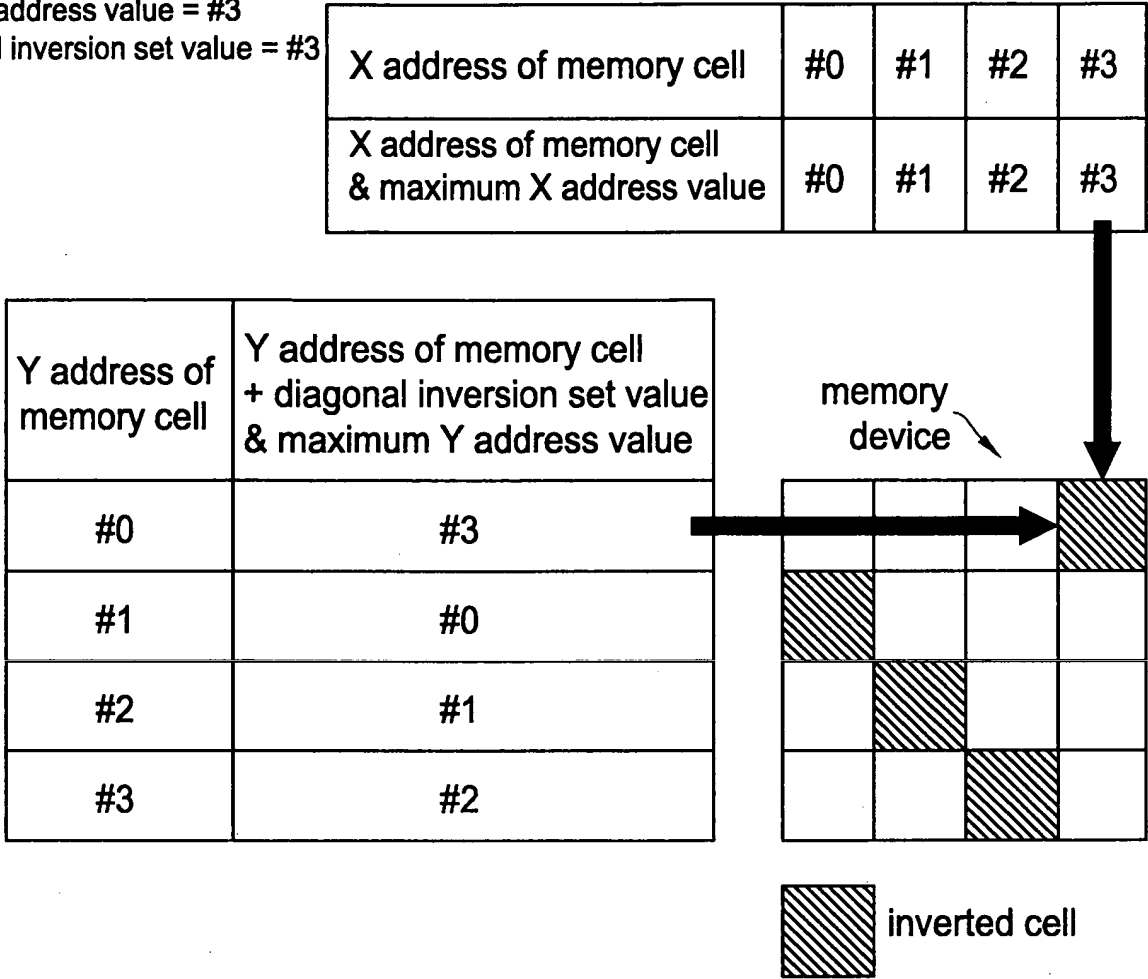 address value = #3
inversion set value = #3
X address of memory cell #0 #1 #2 #3
X address of memory cell
& maximum X address value #0 #1 #2 #3
Y address of
memory cell
Y address of memory cell
+ diagonal inversion set value
& maximum Y address value
memory
device
#0 #3
#1 #0
#2 #1
#3 #2
inverted cell